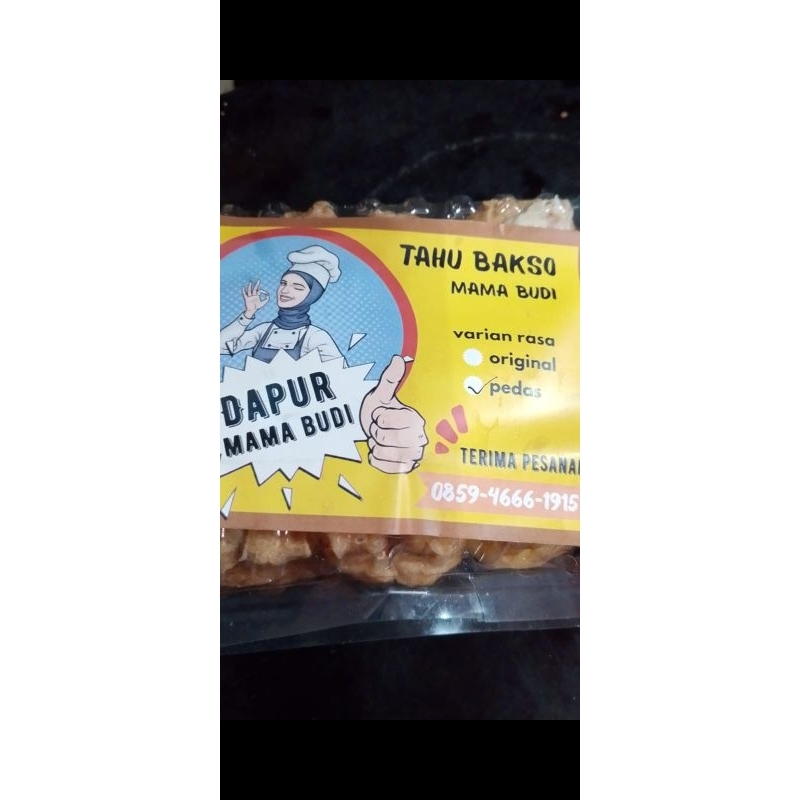 TAHU BAKSO
MAMA BUDI
varian rasa
original
pedas
DAPUR
MAMA BUDI
TERIMA PESANAN
0859-4666-1915